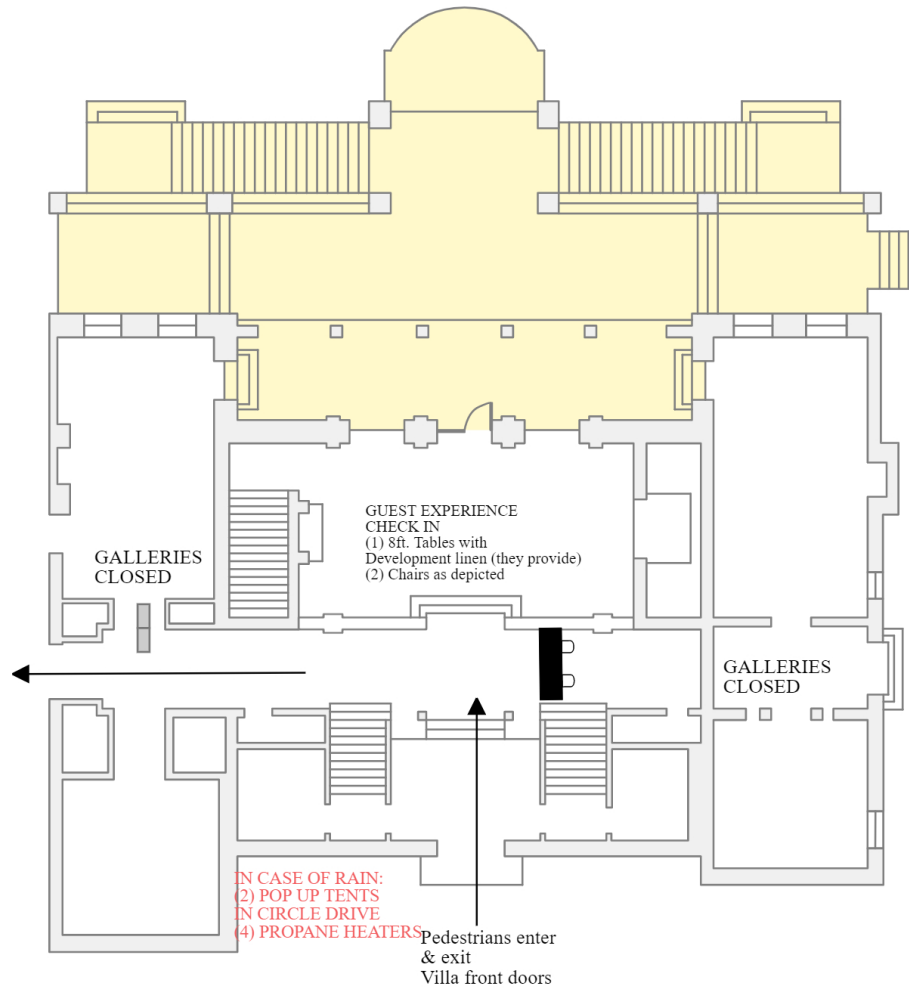 GUEST EXPERIENCE
CHECK IN
(1) 8ft. Tables with
Development linen (they provide)
(2) Chairs as depicted
GALLERIES
CLOSED
GALLERIES
CLOSED
IN CASE OF RAIN:
(2) POP UP TENTS
IN CIRCLE DRIVE
(4) PROPANE HEATERS
Pedestrians enter
& exit
Villa front doors